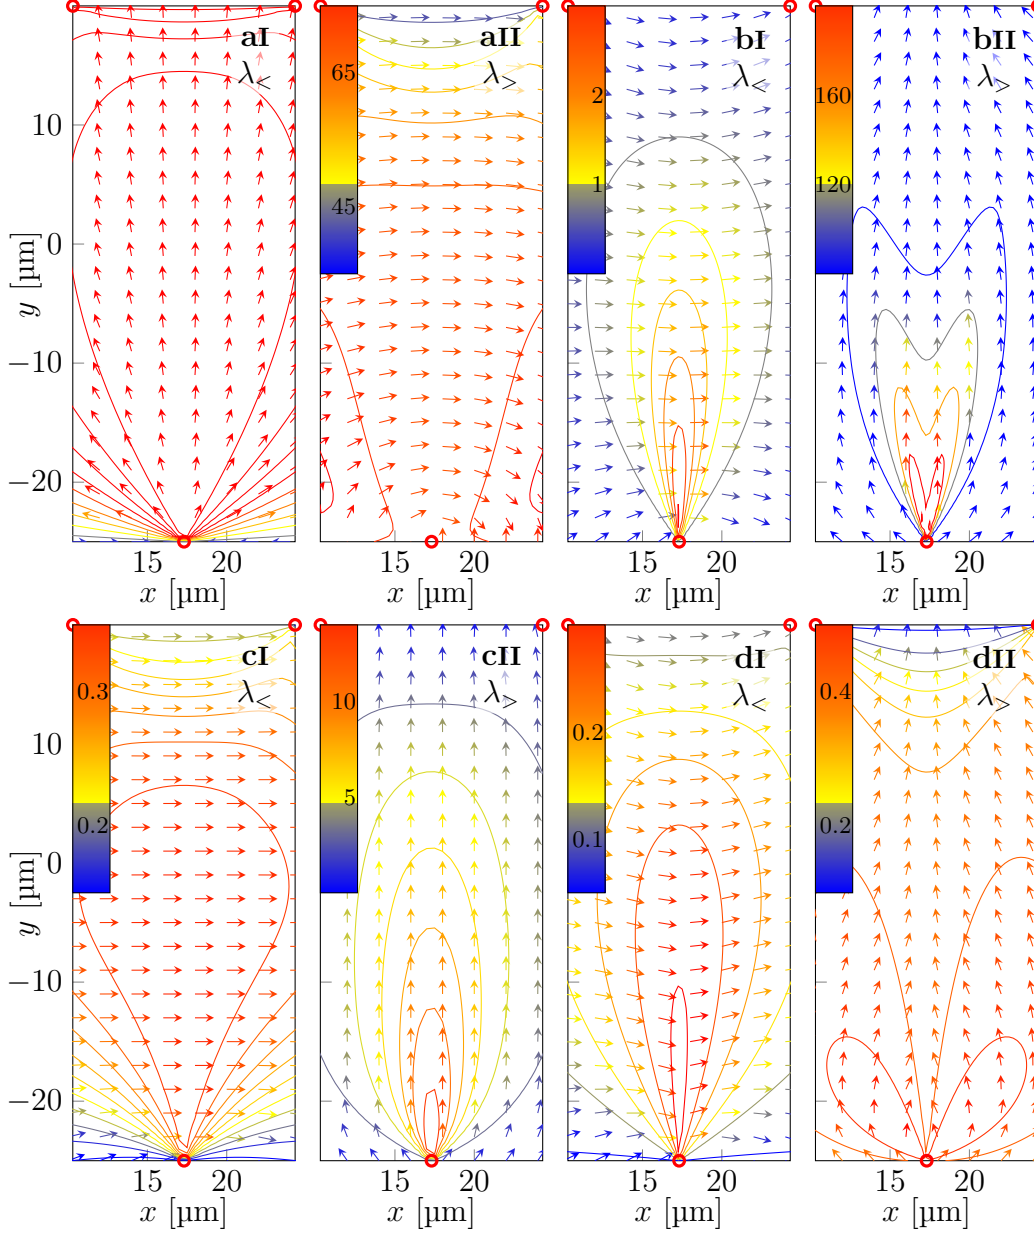 aI aII bI bII
λ< λ> λ< λ>
65 2 160
10
1 120
45
0
−10
−20
15 20 15 20 15 20 15 20
x [µm] x [µm] x [µm] x [µm]
y [µm]
cI cII dI dII
λ< λ> λ< λ>
0.3 10 0.4
0.2
10
5
0.2 0.1 0.2
0
−10
−20
15 20 15 20 15 20 15 20
x [µm] x [µm] x [µm] x [µm]
y [µm]